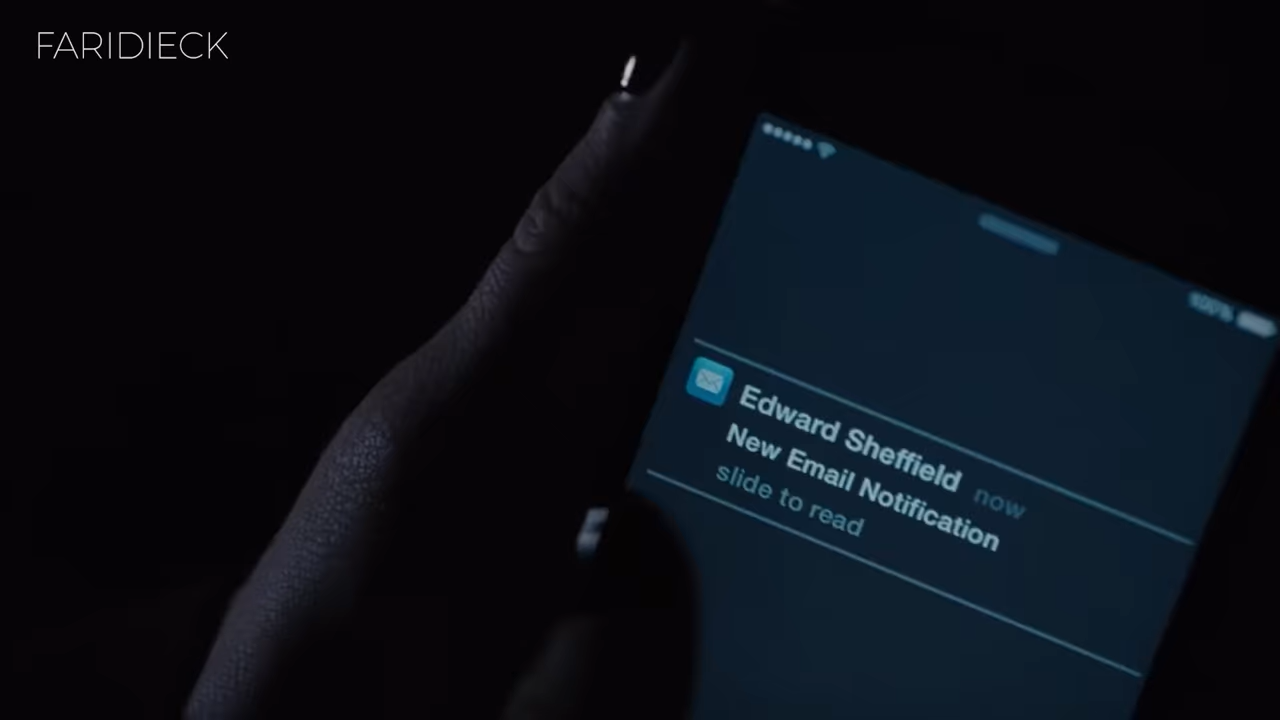 FARIDIECK
Edward Sheffield now
New Email Notification
slide to read